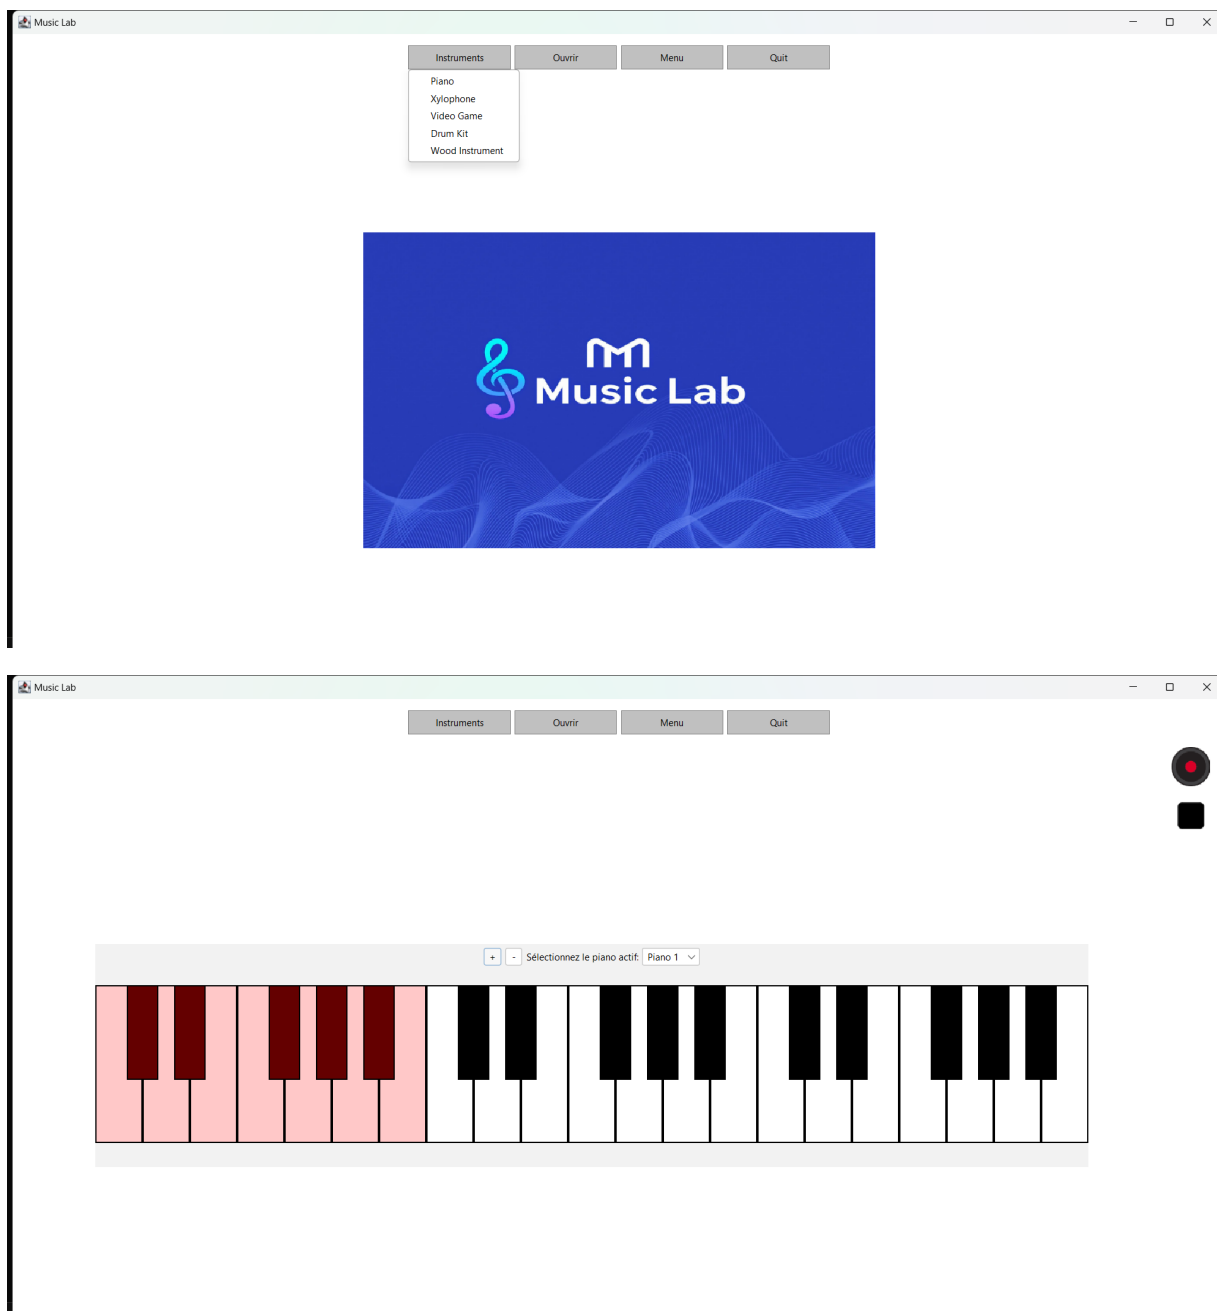 Music Lab
Instruments Ouvrir Menu Quit
Piano
Xylophone
Video Game
Drum Kit
Wood Instrument
Music Lab
Music Lab
Instruments Ouvrir Menu Quit
+ - Sélectionnez le piano actif: Piano 1